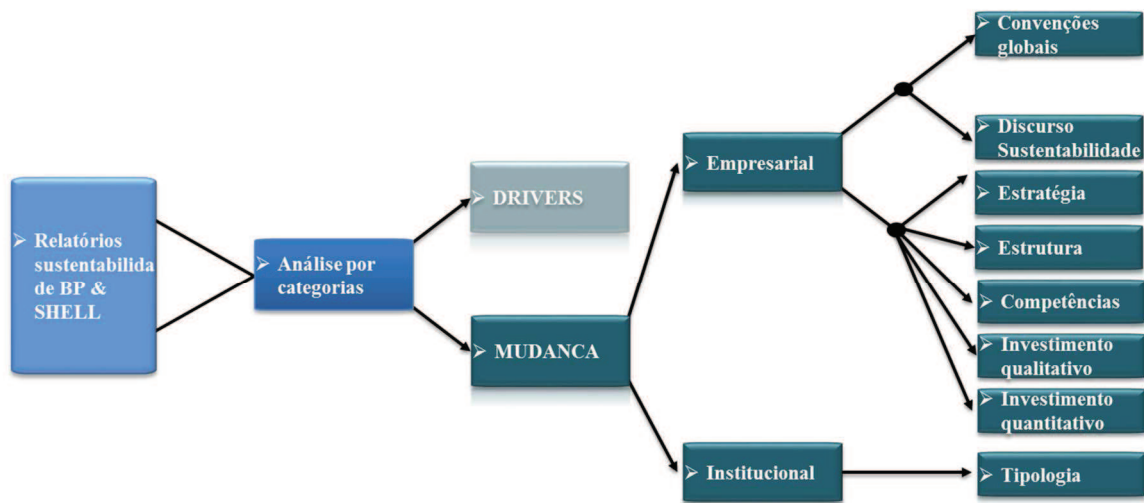 Relatórios
sustentabilida
de BP &
SHELL
Análise por
categorias
DRIVERS
MUDANCA
Empresarial
Institucional
Convenções
globais
Discurso
Sustentabilidade
Estratégia
Estrutura
Competências
Investimento
qualitativo
Investimento
quantitativo
Tipologia